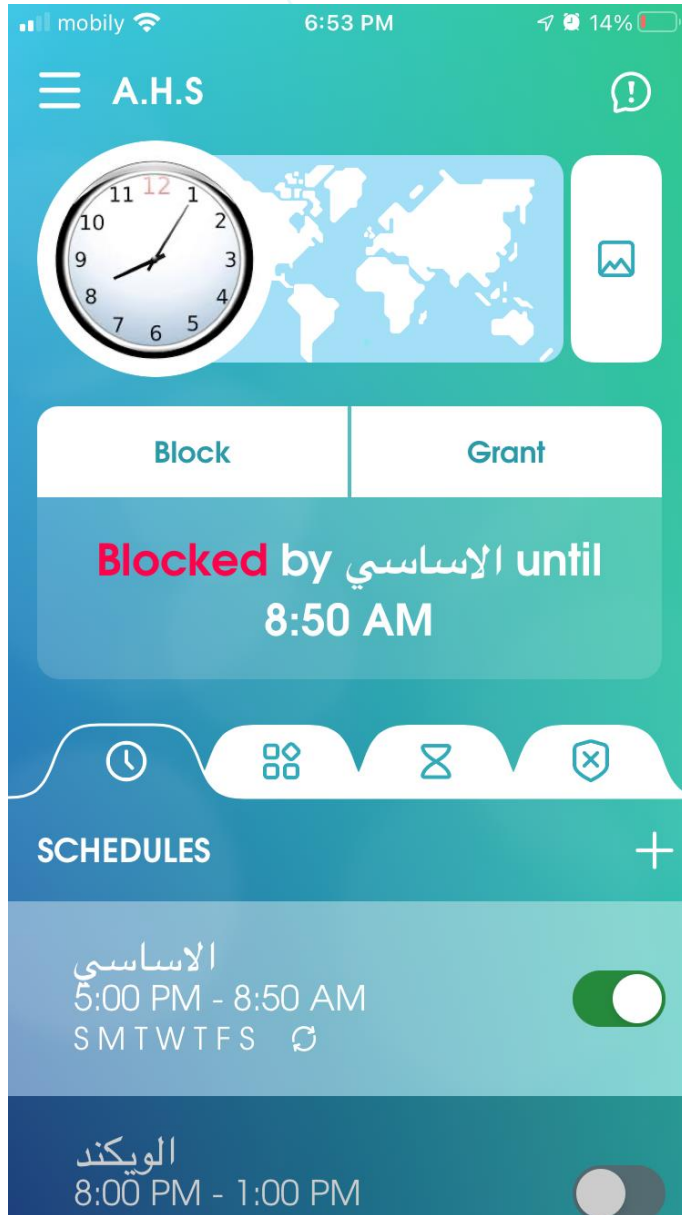 mobily 6:53 PM 14%
A.H.S
11 12 1
10 2
9 3
8 4
7 6 5
Block Grant
Blocked by الاساسي until
8:50 AM
SCHEDULES
الاساسي
5:00 PM - 8:50 AM
S M T W T F S
الويكند
8:00 PM - 1:00 PM